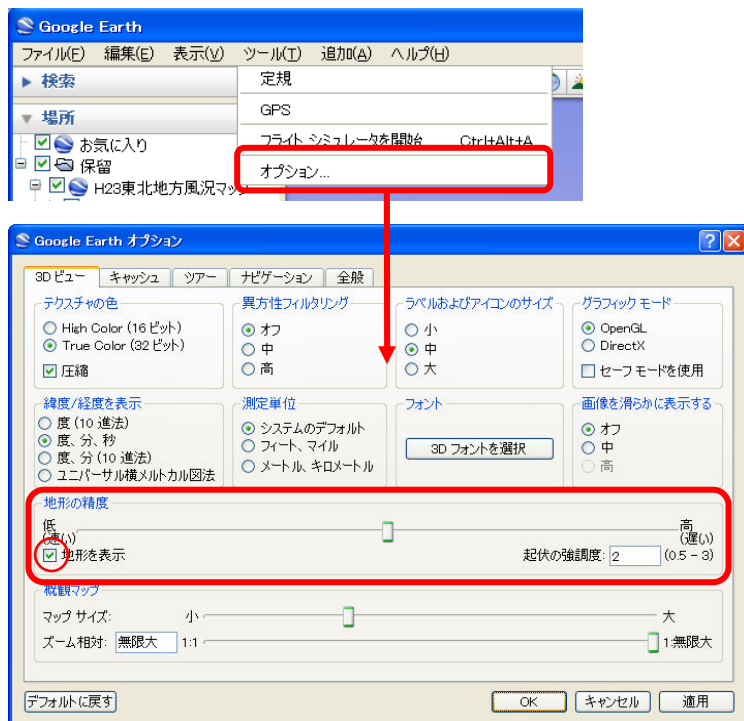 Google Earth
ファイル(F) 編集(E) 表示(V) ツール(T) 追加(A) ヘルプ(H)
検索
定規
GPS
場所
フライト シミュレータを開始 Ctrl+Alt+A
お気に入り
保留
オプション...
H23東北地方風況マップ
Google Earth オプション
3D ビュー キャッシュ ツアー ナビゲーション 全般
テクスチャの色 異方性フィルタリング ラベルおよびアイコンのサイズ グラフィック モード
High Color (16 ビット) オフ 小 OpenGL
True Color (32 ビット) 中 中 DirectX
圧縮 高 大 セーフ モードを使用
緯度/経度を表示 測定単位 フォント 画像を滑らかに表示する
度 (10 進法) システムのデフォルト オフ
度、分、秒 フィート、マイル 3D フォントを選択 中
度、分 (10 進法) メートル、キロメートル 高
ユニバーサル横メルトカル図法
地形の精度
低 高
(速い) (遅い)
地形を表示 起伏の強調度: 2 (0.5 - 3)
概観マップ
マップ サイズ: 小 大
ズーム相対: 無限大 1:1 1:無限大
デフォルトに戻す OK キャンセル 適用